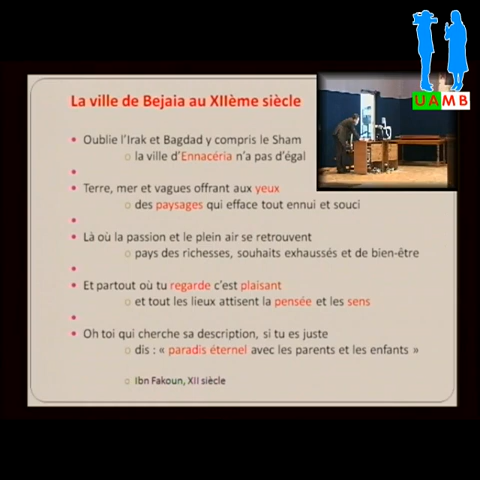 UAMB
La ville de Bejaia au XIIème siècle
Oublie l'Irak et Bagdad y compris le Sham
la ville d'Ennacéria n'a pas d'égal
Terre, mer et vagues offrant aux yeux
des paysages qui efface tout ennui et souci
Là où la passion et le plein air se retrouvent
pays des richesses, souhaits exhaussés et de bien-être
Et partout où tu regarde c'est plaisant
et tout les lieux attisent la pensée et les sens
Oh toi qui cherche sa description, si tu es juste
dis : « paradis éternel avec les parents et les enfants »
Ibn Fakoun, XII siècle